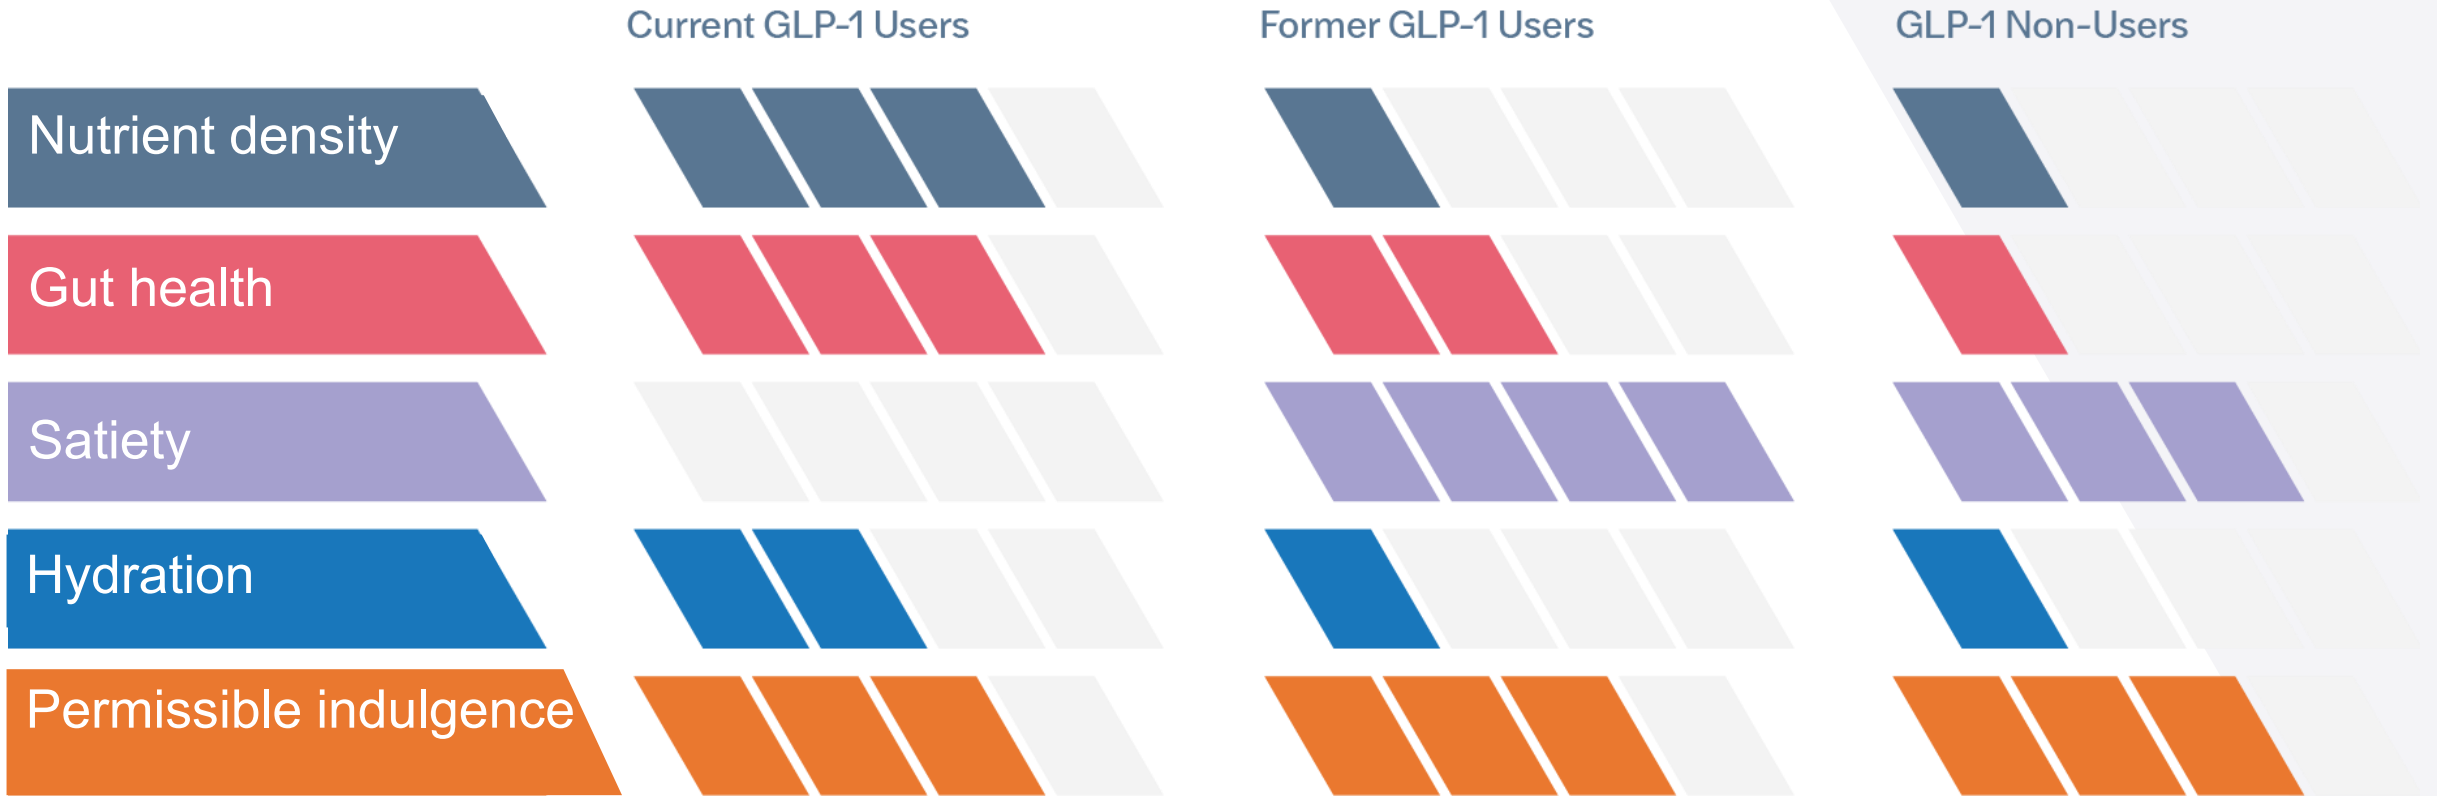 Current GLP-1 Users
Former GLP-1 Users
GLP-1 Non-Users
Nutrient density
Gut health
Satiety
Hydration
Permissible indulgence